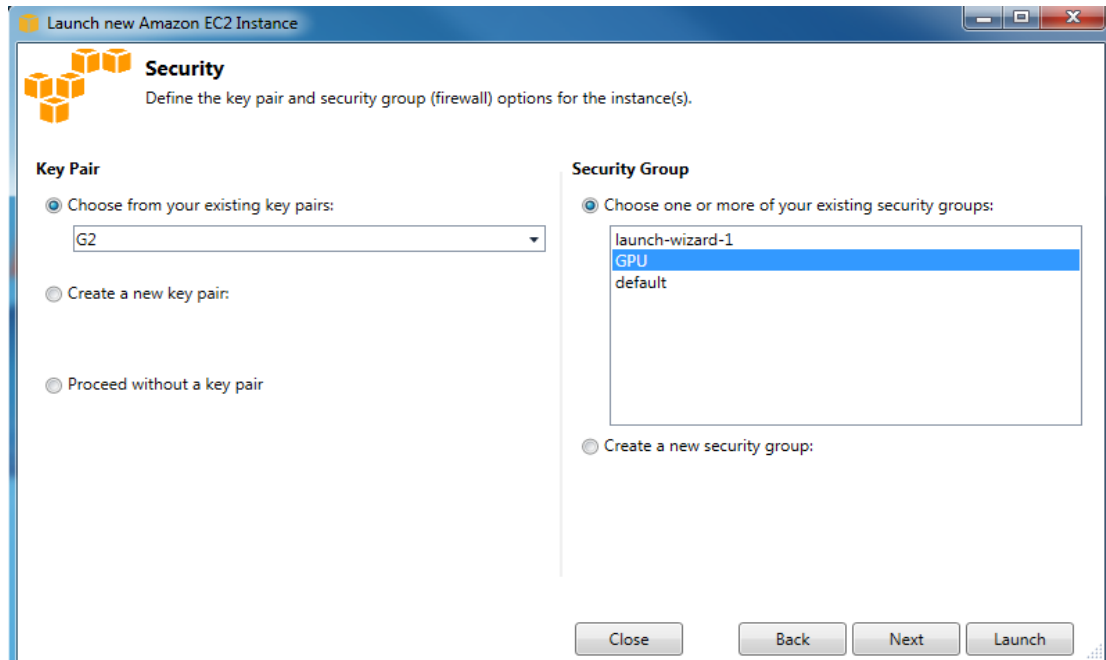 Launch new Amazon EC2 Instance
Security
Define the key pair and security group (firewall) options for the instance(s).
Key Pair
Choose from your existing key pairs:
G2
Create a new key pair:
Proceed without a key pair
Security Group
Choose one or more of your existing security groups:
launch-wizard-1
GPU
default
Create a new security group:
Close
Back
Next
Launch